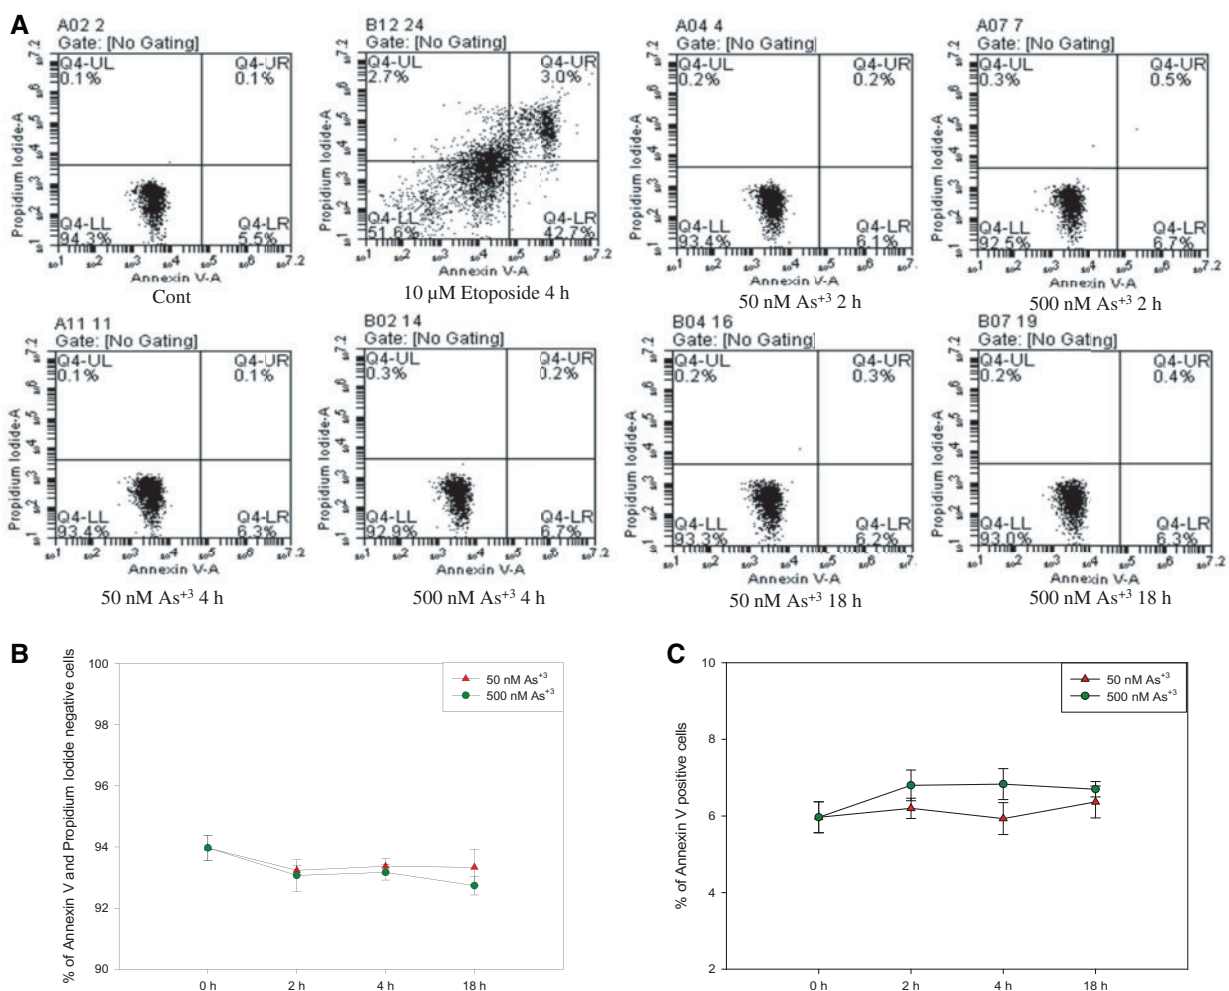 A
A02 2
Gate: [No Gating]
Q4-UL
0.1%
Q4-UR
0.1%
Q4-LL
94.3%
Q4-LR
5.5%
Propidium Iodide-A
Annexin V-A
Cont
B12 24
Gate: [No Gating]
Q4-UL
2.7%
Q4-UR
3.0%
Q4-LL
51.6%
Q4-LR
42.7%
Propidium Iodide-A
Annexin V-A
10 µM Etoposide 4 h
A04 4
Gate: [No Gating]
Q4-UL
0.2%
Q4-UR
0.2%
Q4-LL
93.4%
Q4-LR
6.1%
Propidium Iodide-A
Annexin V-A
50 nM As+3 2 h
A07 7
Gate: [No Gating]
Q4-UL
0.3%
Q4-UR
0.5%
Q4-LL
92.5%
Q4-LR
6.7%
Propidium Iodide-A
Annexin V-A
500 nM As+3 2 h
A11 11
Gate: [No Gating]
Q4-UL
0.1%
Q4-UR
0.1%
Q4-LL
93.4%
Q4-LR
6.3%
Propidium Iodide-A
Annexin V-A
50 nM As+3 4 h
B02 14
Gate: [No Gating]
Q4-UL
0.3%
Q4-UR
0.2%
Q4-LL
92.9%
Q4-LR
6.7%
Propidium Iodide-A
Annexin V-A
500 nM As+3 4 h
B04 16
Gate: [No Gating]
Q4-UL
0.2%
Q4-UR
0.3%
Q4-LL
93.3%
Q4-LR
6.2%
Propidium Iodide-A
Annexin V-A
50 nM As+3 18 h
B07 19
Gate: [No Gating]
Q4-UL
0.2%
Q4-UR
0.4%
Q4-LL
93.0%
Q4-LR
6.3%
Propidium Iodide-A
Annexin V-A
500 nM As+3 18 h
B
% of Annexin V and Propidium Iodide negative cells
100
98
96
94
92
90
0 h
2 h
4 h
18 h
50 nM As+3
500 nM As+3
C
% of Annexin V positive cells
10
8
6
4
2
0 h
2 h
4 h
18 h
50 nM As+3
500 nM As+3